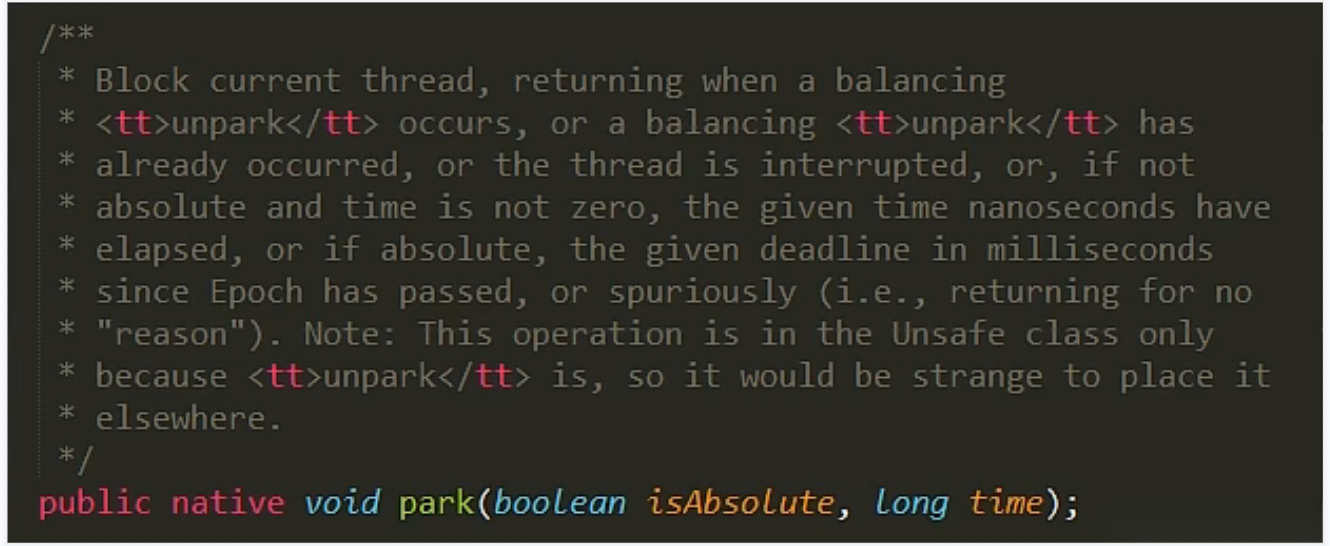 /**
* Block current thread, returning when a balancing
* <tt>unpark</tt> occurs, or a balancing <tt>unpark</tt> has
* already occurred, or the thread is interrupted, or, if not
* absolute and time is not zero, the given time nanoseconds have
* elapsed, or if absolute, the given deadline in milliseconds
* since Epoch has passed, or spuriously (i.e., returning for no
* "reason"). Note: This operation is in the Unsafe class only
* because <tt>unpark</tt> is, so it would be strange to place it
* elsewhere.
*/
public native void park(boolean isAbsolute, long time);